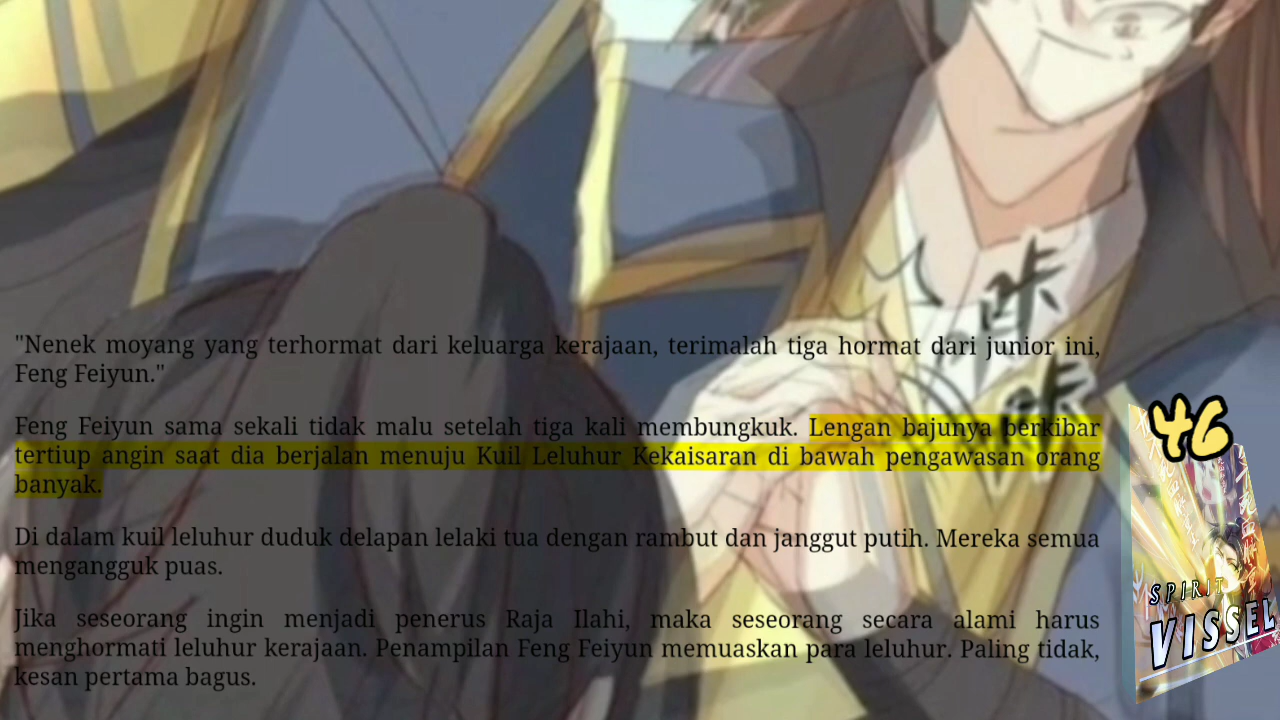 "Nenek moyang yang terhormat dari keluarga kerajaan, terimalah tiga hormat dari junior ini,
Feng Feiyun."
Feng Feiyun sama sekali tidak malu setelah tiga kali membungkuk. Lengan bajunya berkibar
tertiup angin saat dia berjalan menuju Kuil Leluhur Kekaisaran di bawah pengawasan orang
banyak.
Di dalam kuil leluhur duduk delapan lelaki tua dengan rambut dan janggut putih. Mereka semua
mengangguk puas.
Jika seseorang ingin menjadi penerus Raja Ilahi, maka seseorang secara alami harus
menghormati leluhur kerajaan. Penampilan Feng Feiyun memuaskan para leluhur. Paling tidak,
kesan pertama bagus.
46
SPIRIT
VISSEL